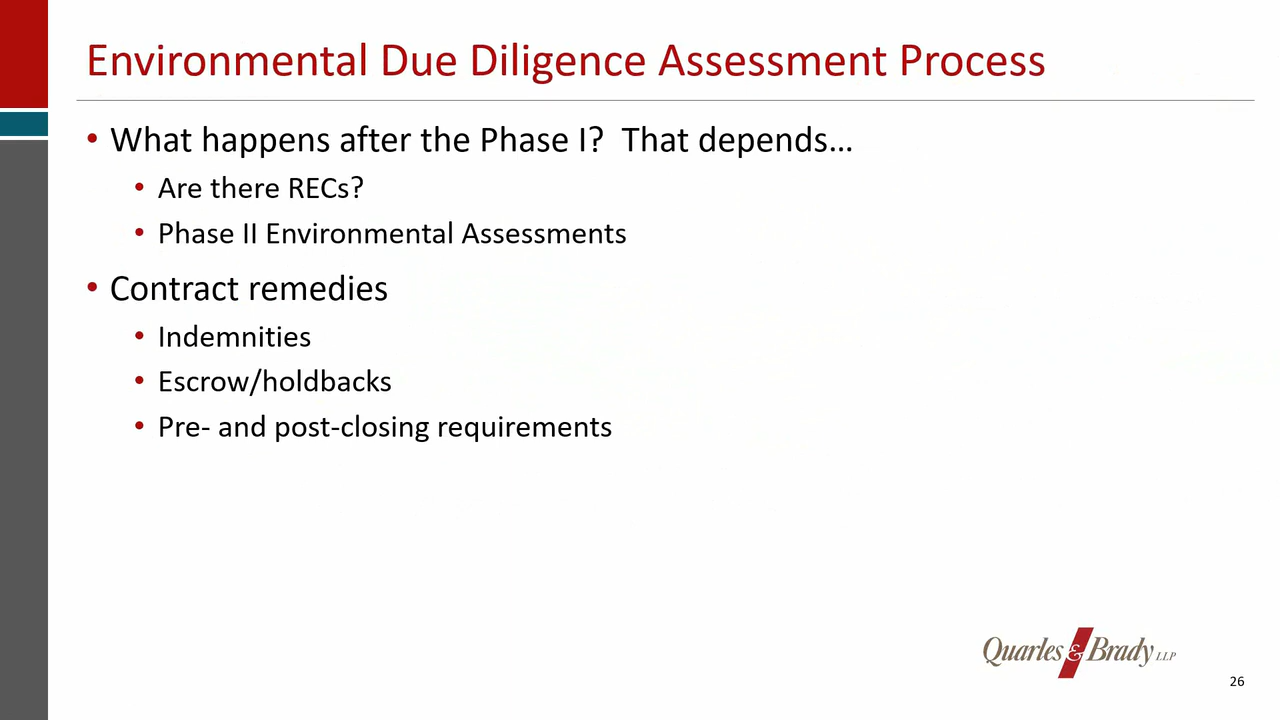 Environmental Due Diligence Assessment Process
• What happens after the Phase I?  That depends…
• Are there RECs?
• Phase II Environmental Assessments
• Contract remedies
• Indemnities
• Escrow/holdbacks
• Pre- and post-closing requirements
Quarles & Brady LLP
26